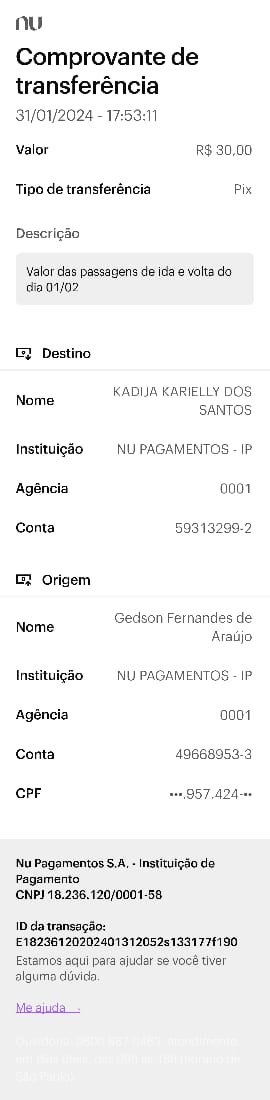 nu
Comprovante de
transferência
31/01/2024 - 17:53:11
Valor R$ 30,00
Tipo de transferência Pix
Descrição
Valor das passagens de ida e volta do
dia 01/02
Destino
Nome KADIJA KARIELLY DOS
SANTOS
Instituição NU PAGAMENTOS - IP
Agência 0001
Conta 59313299-2
Origem
Nome Gedson Fernandes de
Araújo
Instituição NU PAGAMENTOS - IP
Agência 0001
Conta 49668953-3
CPF •••.957.424-••
Nu Pagamentos S.A. - Instituição de
Pagamento
CNPJ 18.236.120/0001-58
ID da transação:
E18236120202401312052s133177f190
Estamos aqui para ajudar se você tiver
alguma dúvida.
Me ajuda →
Ouvidoria: 0800 887 0463, atendimento
em dias úteis, das 09h às 18h (horário de
São Paulo).